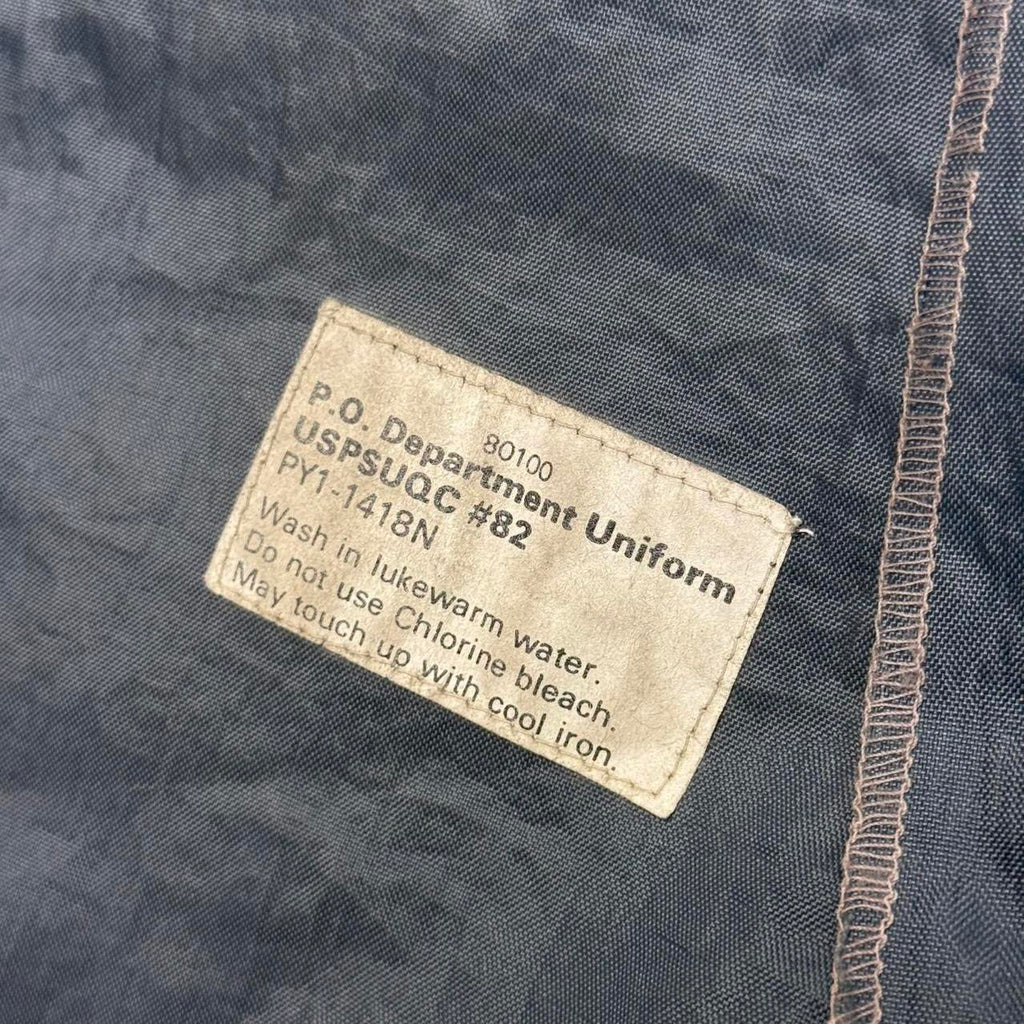 80100
P.O. Department Uniform
USPSUQC #82
PY1-1418N
Wash in lukewarm water.
Do not use Chlorine bleach.
May touch up with cool iron.